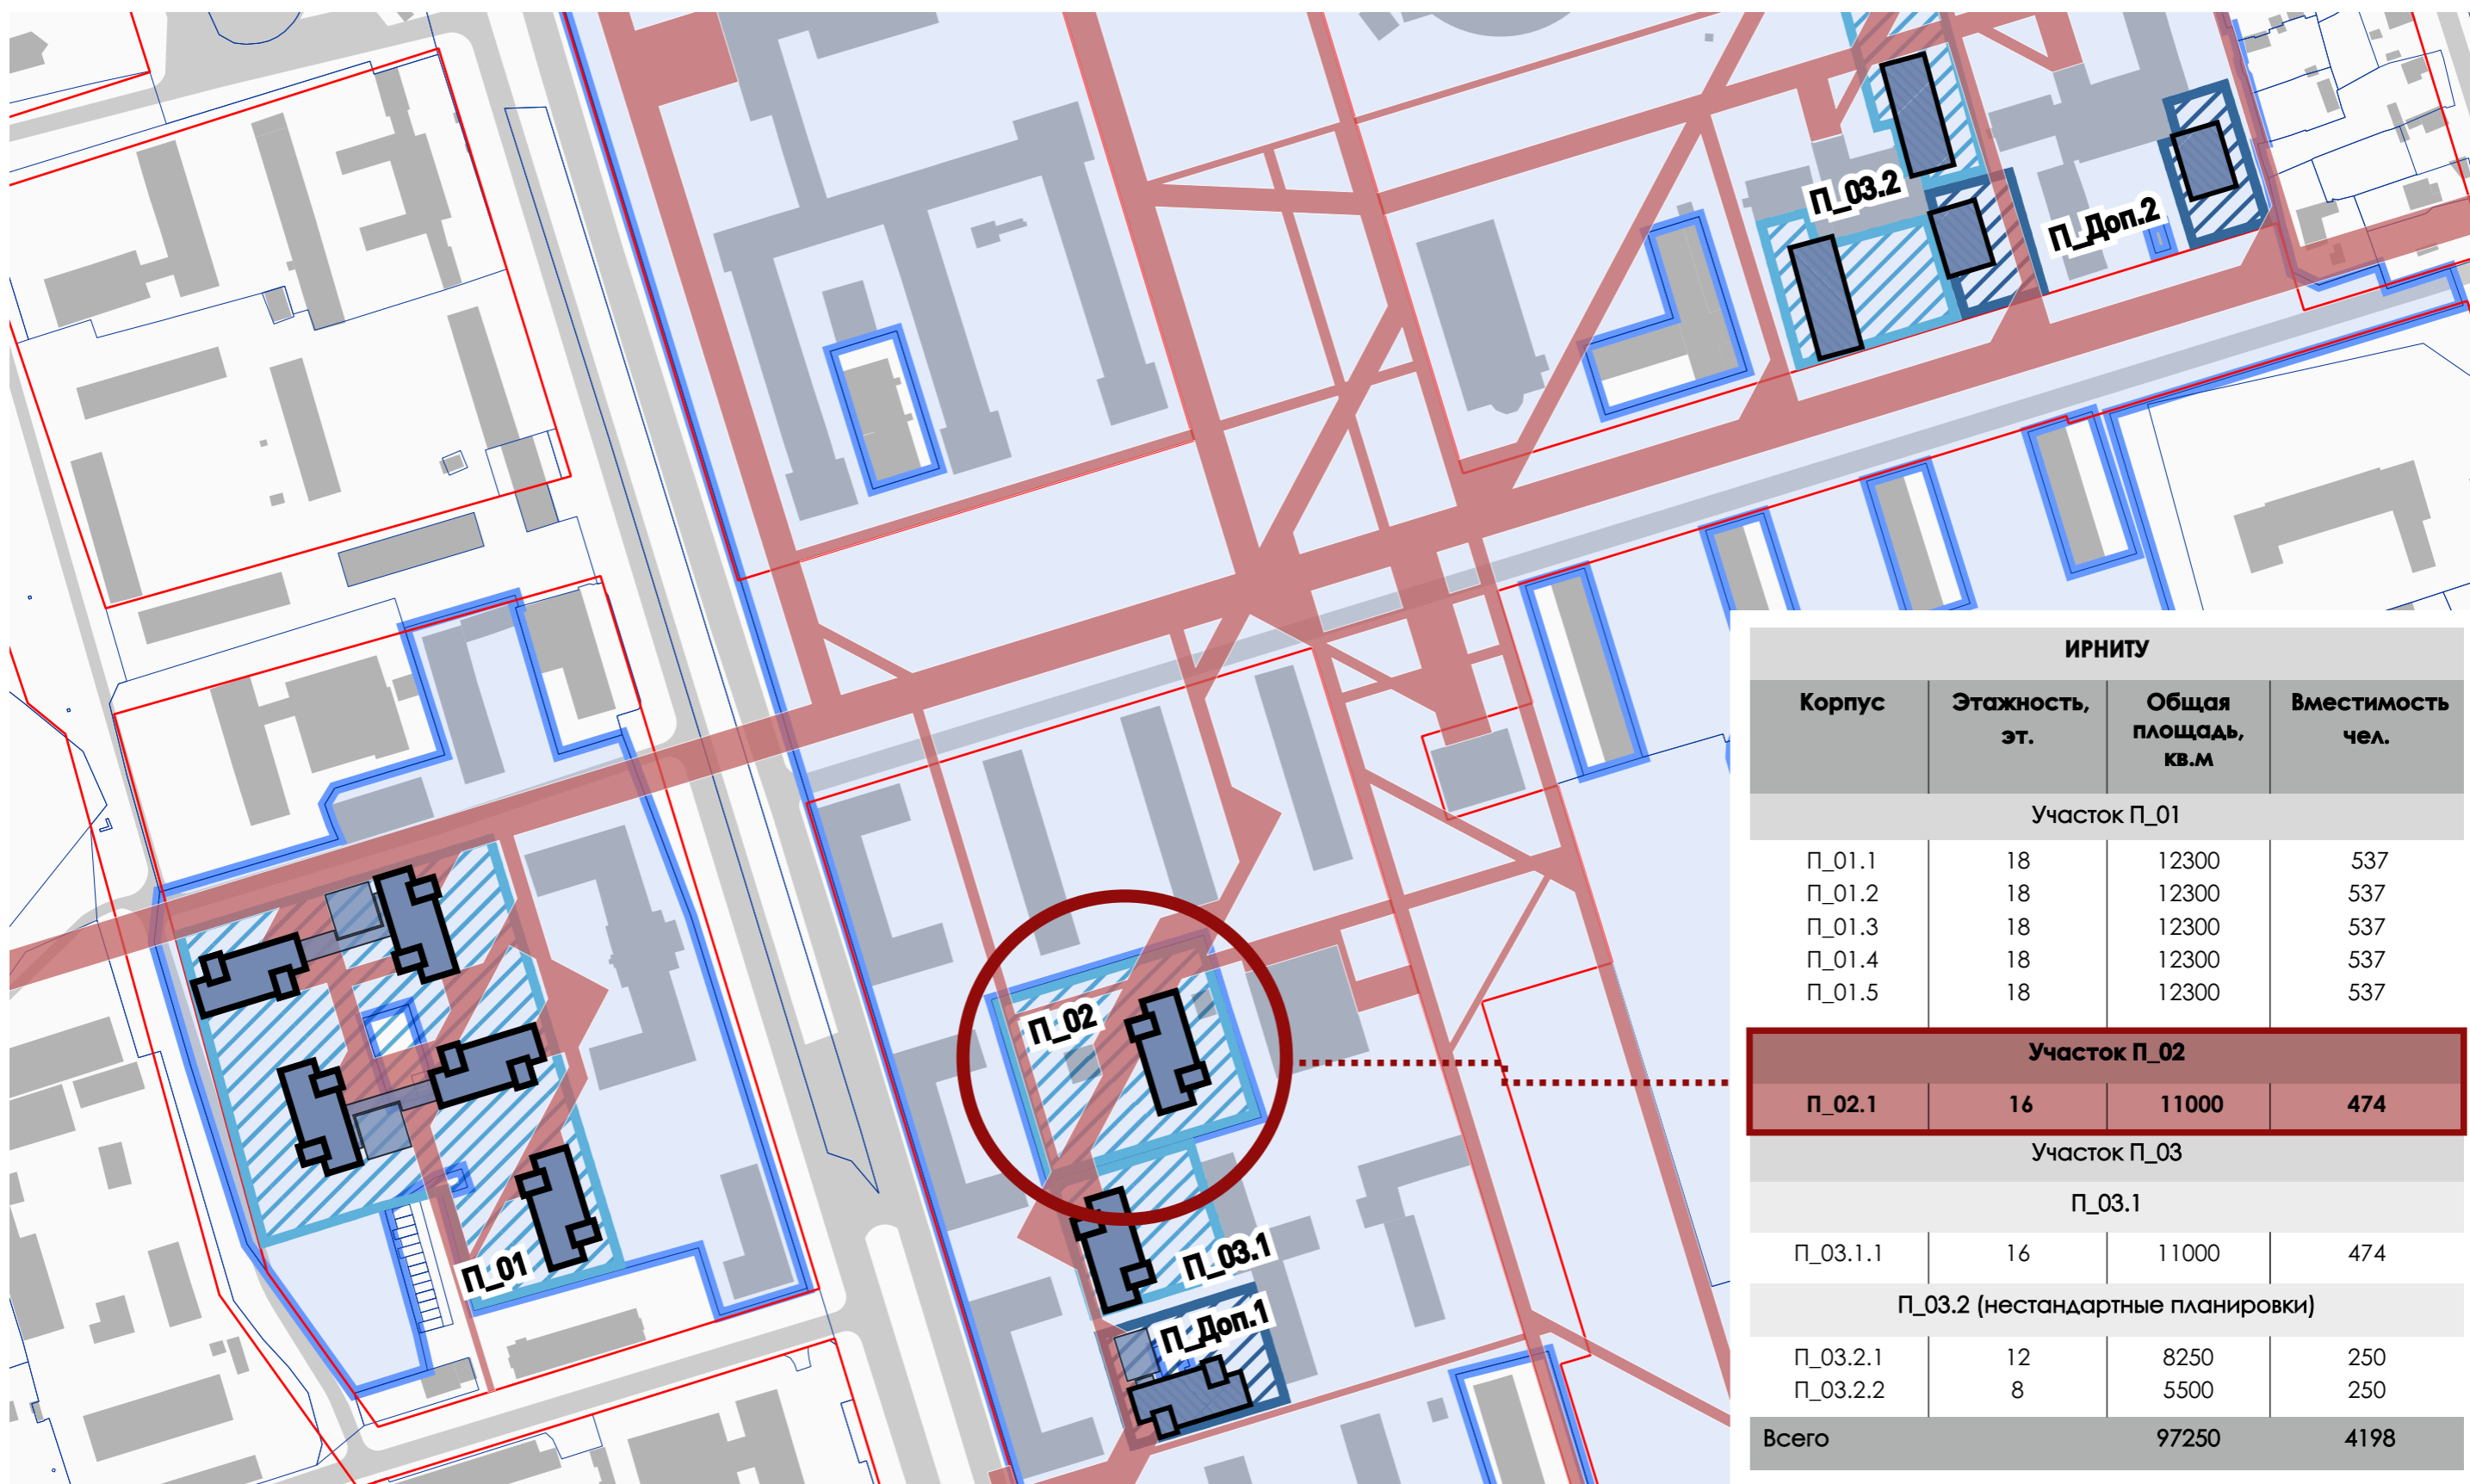 П_03.2
П_Доп.2
П_02
П_03.1
П_01
П_Доп.1
ИРНИТУ
Корпус Этажность, эт. Общая площадь, кв.м Вместимость чел.
Участок П_01
П_01.1 18 12300 537
П_01.2 18 12300 537
П_01.3 18 12300 537
П_01.4 18 12300 537
П_01.5 18 12300 537
Участок П_02
П_02.1 16 11000 474
Участок П_03
П_03.1
П_03.1.1 16 11000 474
П_03.2 (нестандартные планировки)
П_03.2.1 12 8250 250
П_03.2.2 8 5500 250
Всего 97250 4198